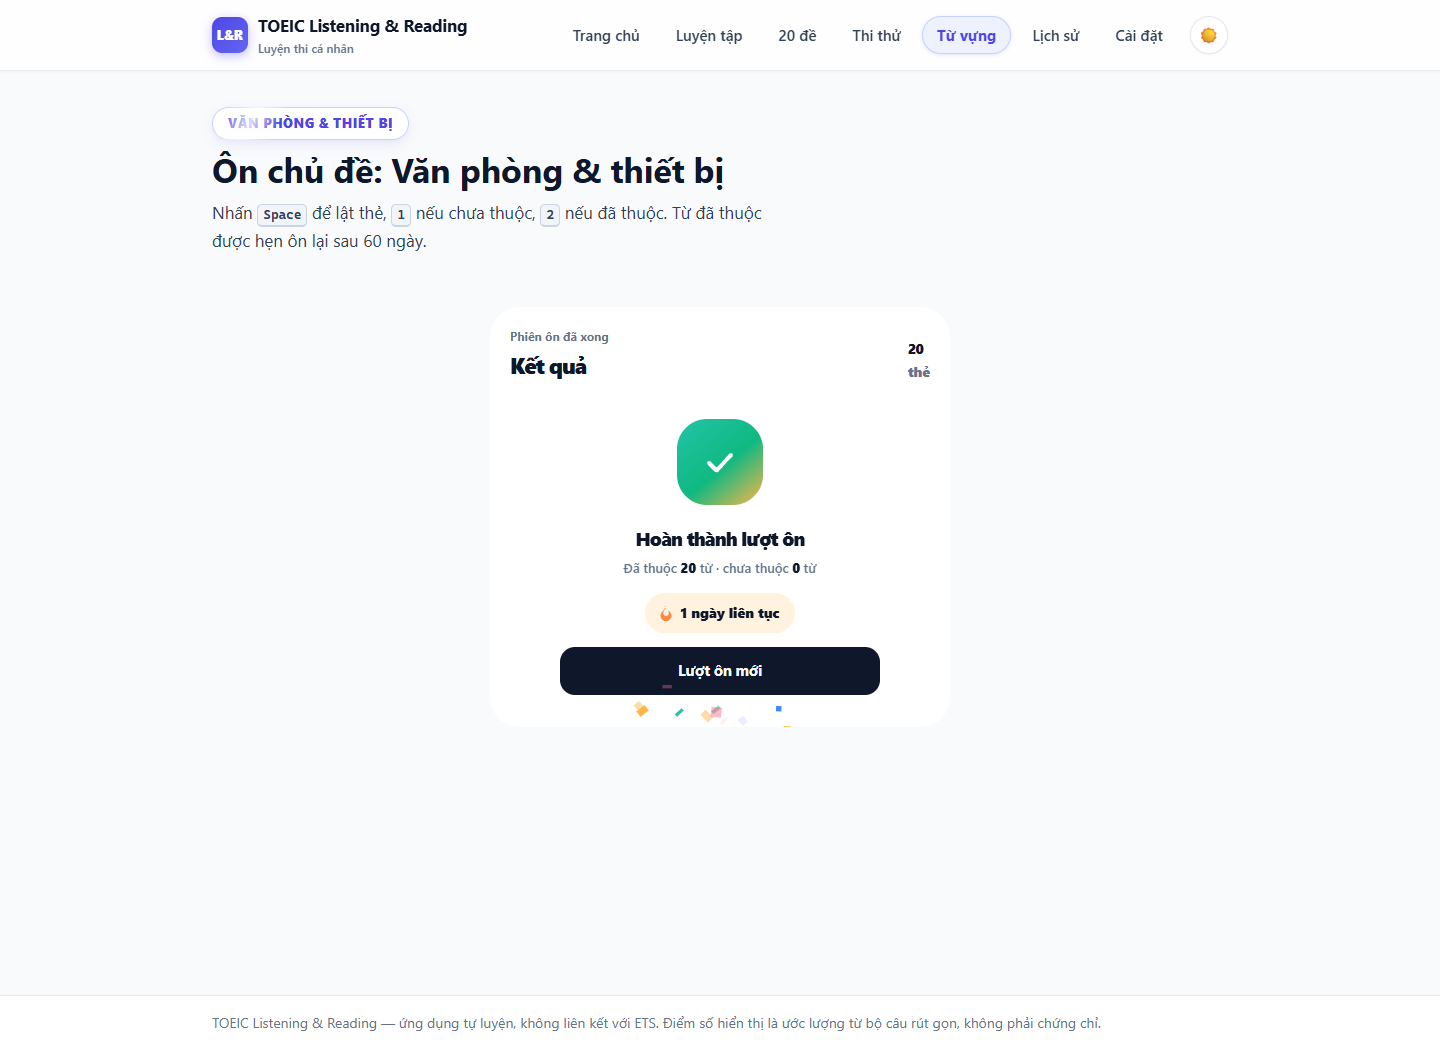 L&R
TOEIC Listening & Reading
Luyện thi cá nhân
Trang chủ
Luyện tập
20 đề
Thi thử
Từ vựng
Lịch sử
Cài đặt
VĂN PHÒNG & THIẾT BỊ
Ôn chủ đề: Văn phòng & thiết bị
Nhấn Space để lật thẻ, 1 nếu chưa thuộc, 2 nếu đã thuộc. Từ đã thuộc
được hẹn ôn lại sau 60 ngày.
Phiên ôn đã xong
Kết quả
20
thẻ
Hoàn thành lượt ôn
Đã thuộc 20 từ · chưa thuộc 0 từ
1 ngày liên tục
Lượt ôn mới
TOEIC Listening & Reading — ứng dụng tự luyện, không liên kết với ETS. Điểm số hiển thị là ước lượng từ bộ câu rút gọn, không phải chứng chỉ.